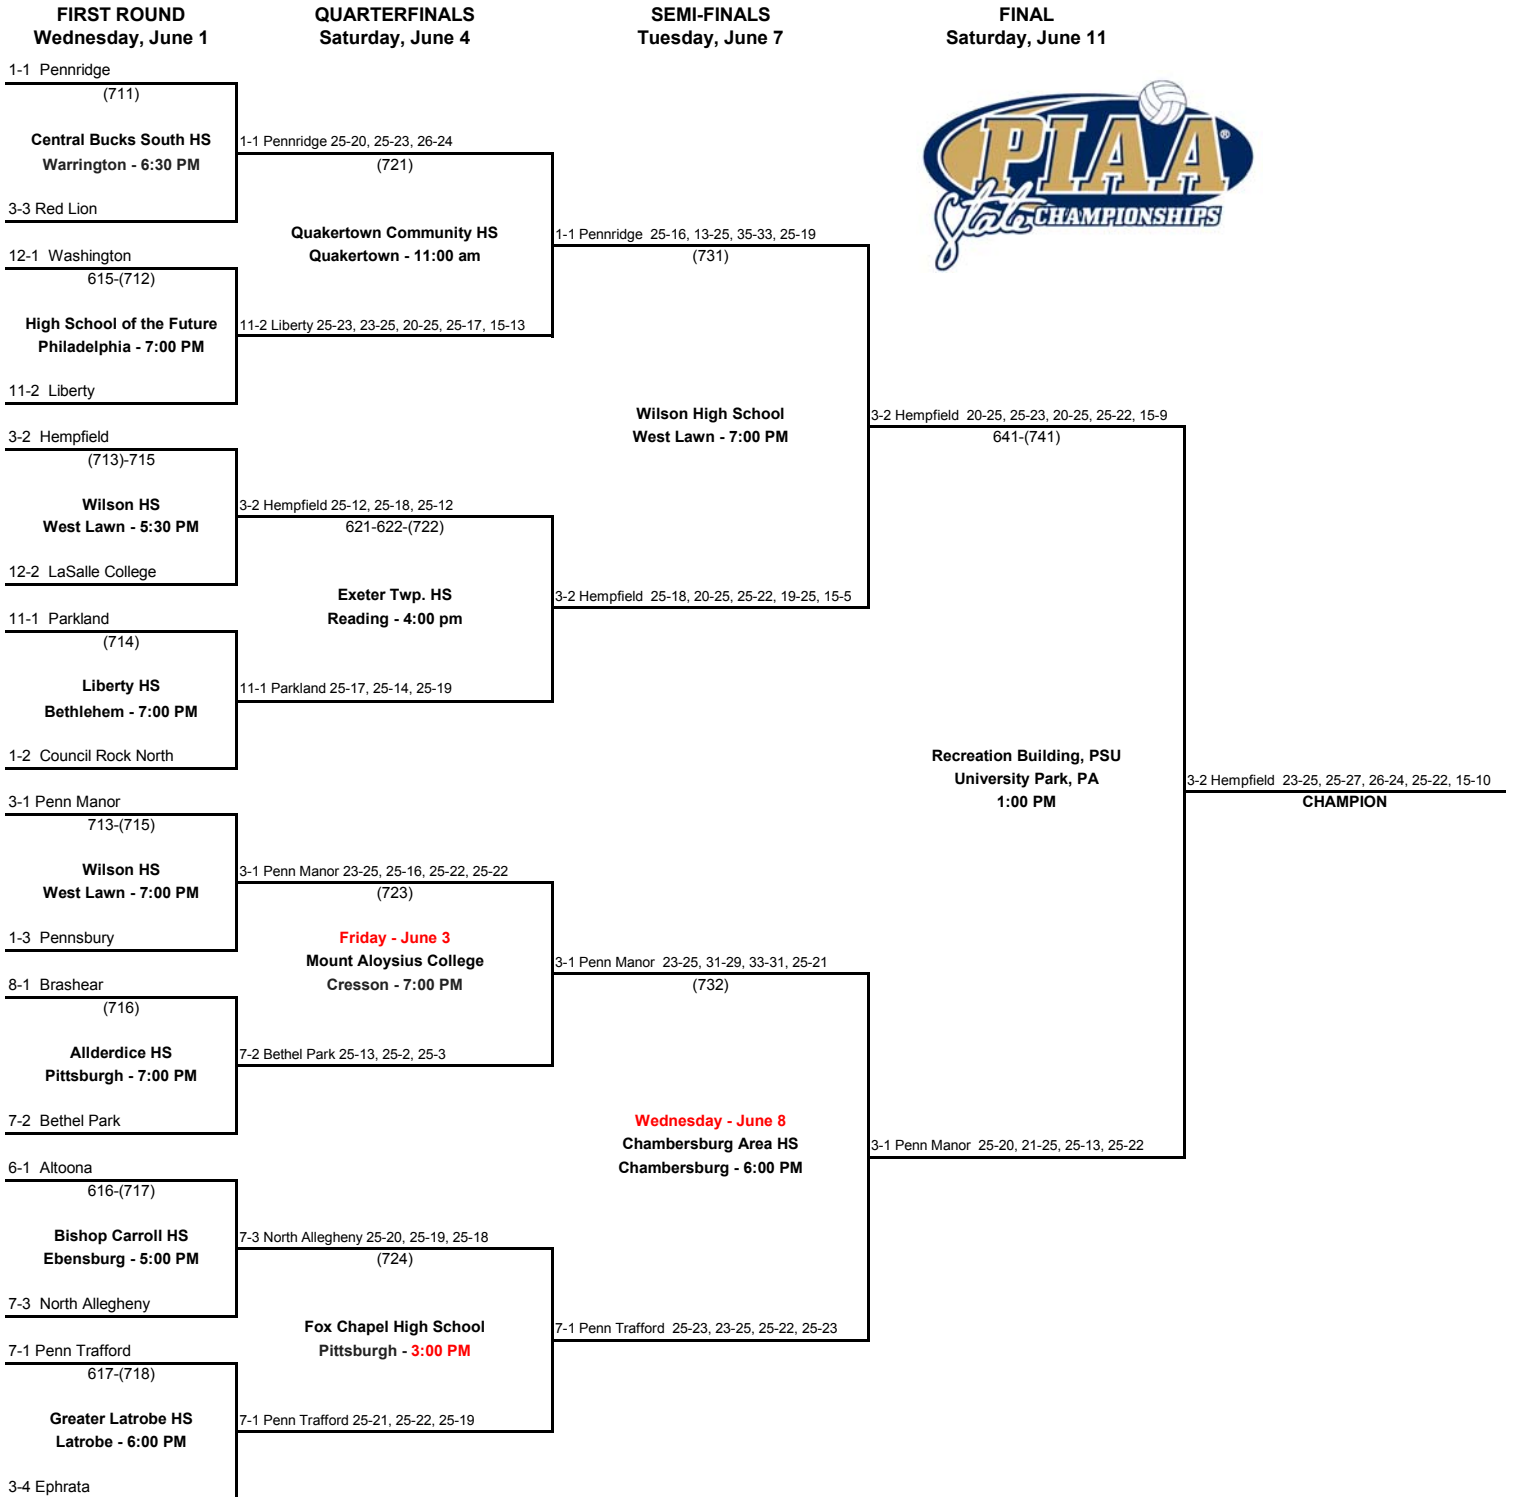 FIRST ROUND
Wednesday, June 1
QUARTERFINALS
Saturday, June 4
SEMI-FINALS
Tuesday, June 7
FINAL
Saturday, June 11
PIAA®
State CHAMPIONSHIPS
1-1 Pennridge
(711)
Central Bucks South HS
Warrington - 6:30 PM
3-3 Red Lion
12-1 Washington
615-(712)
High School of the Future
Philadelphia - 7:00 PM
11-2 Liberty
3-2 Hempfield
(713)-715
Wilson HS
West Lawn - 5:30 PM
12-2 LaSalle College
11-1 Parkland
(714)
Liberty HS
Bethlehem - 7:00 PM
1-2 Council Rock North
3-1 Penn Manor
713-(715)
Wilson HS
West Lawn - 7:00 PM
1-3 Pennsbury
8-1 Brashear
(716)
Allderdice HS
Pittsburgh - 7:00 PM
7-2 Bethel Park
6-1 Altoona
616-(717)
Bishop Carroll HS
Ebensburg - 5:00 PM
7-3 North Allegheny
7-1 Penn Trafford
617-(718)
Greater Latrobe HS
Latrobe - 6:00 PM
3-4 Ephrata
1-1 Pennridge 25-20, 25-23, 26-24
(721)
Quakertown Community HS
Quakertown - 11:00 am
11-2 Liberty 25-23, 23-25, 20-25, 25-17, 15-13
3-2 Hempfield 25-12, 25-18, 25-12
621-622-(722)
Exeter Twp. HS
Reading - 4:00 pm
11-1 Parkland 25-17, 25-14, 25-19
3-1 Penn Manor 23-25, 25-16, 25-22, 25-22
(723)
Friday - June 3
Mount Aloysius College
Cresson - 7:00 PM
7-2 Bethel Park 25-13, 25-2, 25-3
7-3 North Allegheny 25-20, 25-19, 25-18
(724)
Fox Chapel High School
Pittsburgh - 3:00 PM
7-1 Penn Trafford 25-21, 25-22, 25-19
1-1 Pennridge 25-16, 13-25, 35-33, 25-19
(731)
Wilson High School
West Lawn - 7:00 PM
3-2 Hempfield 25-18, 20-25, 25-22, 19-25, 15-5
3-1 Penn Manor 23-25, 31-29, 33-31, 25-21
(732)
Wednesday - June 8
Chambersburg Area HS
Chambersburg - 6:00 PM
7-1 Penn Trafford 25-23, 23-25, 25-22, 25-23
3-2 Hempfield 20-25, 25-23, 20-25, 25-22, 15-9
641-(741)
Recreation Building, PSU
University Park, PA
1:00 PM
3-1 Penn Manor 25-20, 21-25, 25-13, 25-22
3-2 Hempfield 23-25, 25-27, 26-24, 25-22, 15-10
CHAMPION